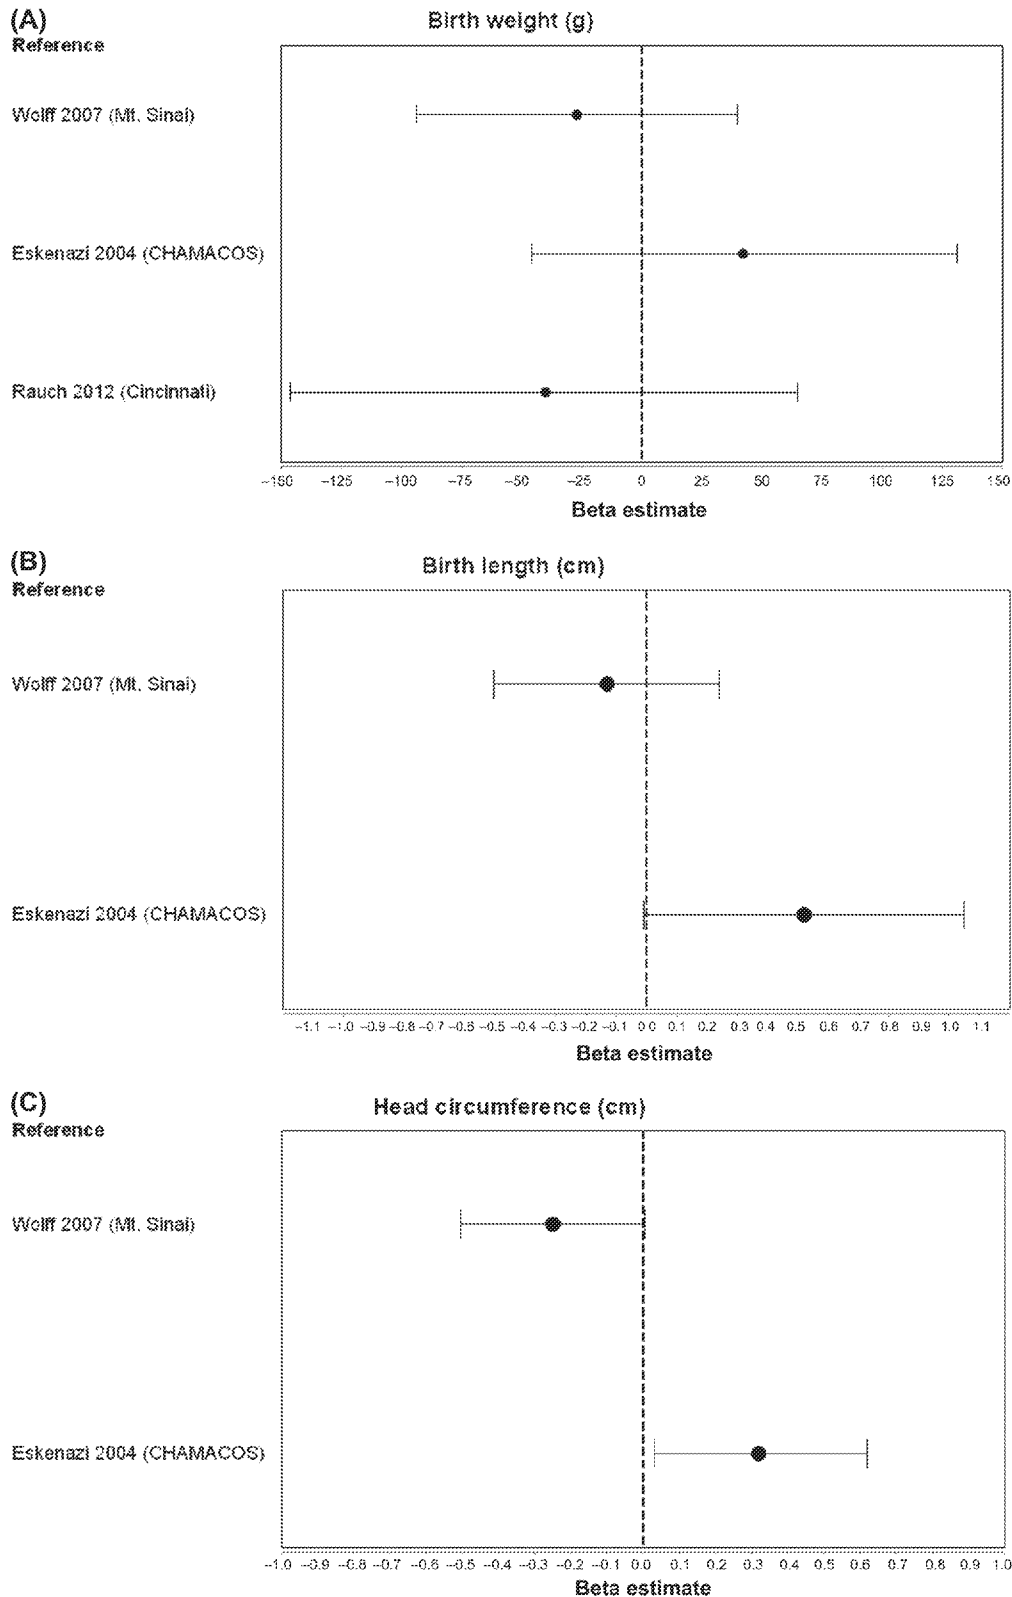 (A)
Birth weight (g)
Reference
Wolff 2007 (Mt. Sinai)
Eskenazi 2004 (CHAMACOS)
Rauch 2012 (Cincinnati)
−150 −125 −100 −75 −50 −25 0 25 50 75 100 125 150
Beta estimate
(B)
Birth length (cm)
Reference
Wolff 2007 (Mt. Sinai)
Eskenazi 2004 (CHAMACOS)
−1.1 −1.0 −0.9 −0.8 −0.7 −0.6 −0.5 −0.4 −0.3 −0.2 −0.1 0.0 0.1 0.2 0.3 0.4 0.5 0.6 0.7 0.8 0.9 1.0 1.1
Beta estimate
(C)
Head circumference (cm)
Reference
Wolff 2007 (Mt. Sinai)
Eskenazi 2004 (CHAMACOS)
−1.0 −0.9 −0.8 −0.7 −0.6 −0.5 −0.4 −0.3 −0.2 −0.1 0.0 0.1 0.2 0.3 0.4 0.5 0.6 0.7 0.8 0.9 1.0
Beta estimate